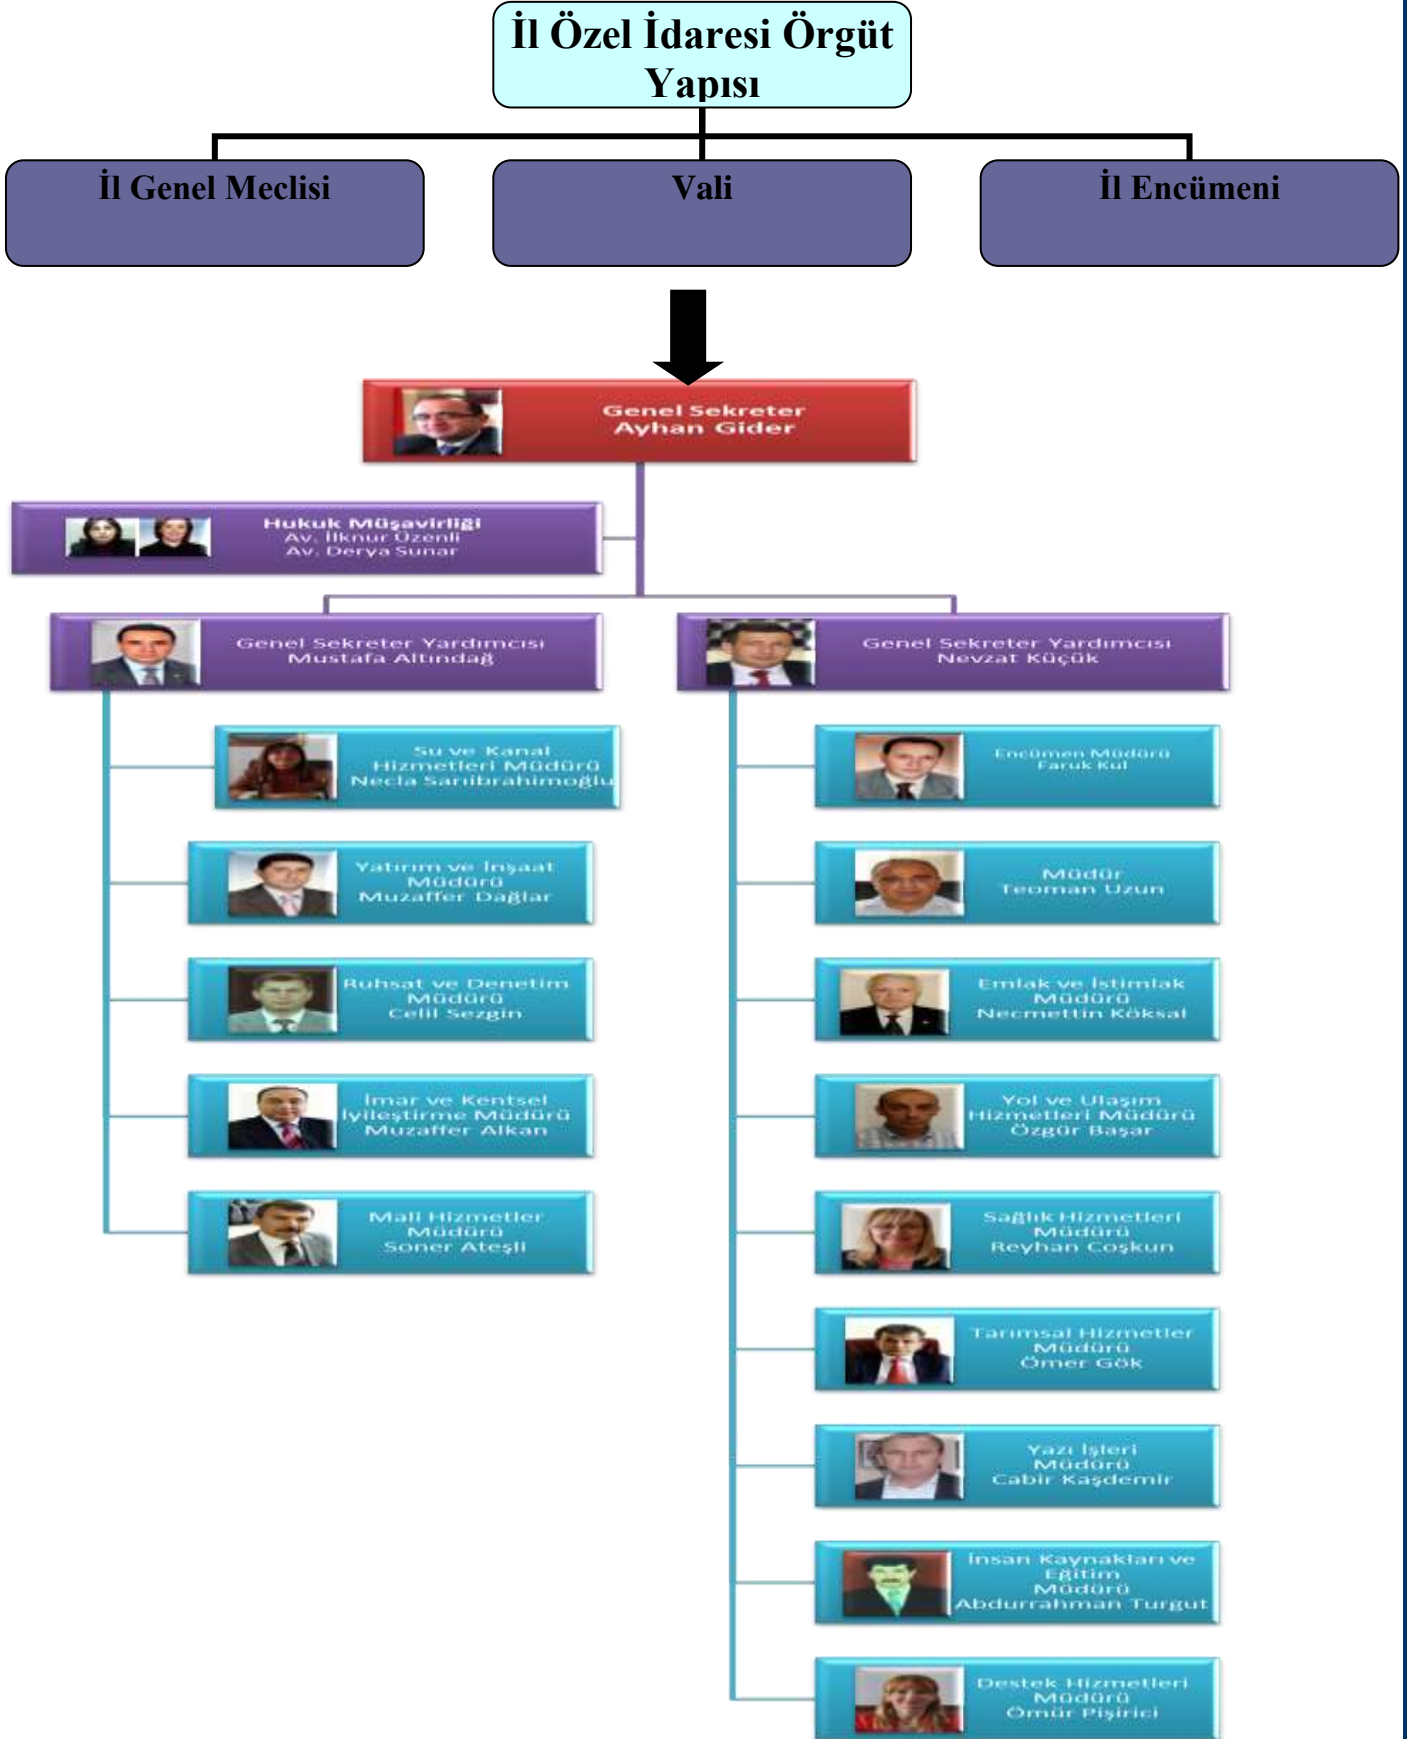 İl Özel İdaresi Örgüt
Yapısı
İl Genel Meclisi
Vali
İl Encümeni
Genel Sekreter
Ayhan Gider
Hukuk Müşavirliği
Av. İlknur Üzenli
Av. Derya Sunar
Genel Sekreter Yardımcısı
Mustafa Altındağ
Su ve Kanal
Hizmetleri Müdürü
Necla Sarıibrahimoğlu
Yatırım ve İnşaat
Müdürü
Muzaffer Dağlar
Ruhsat ve Denetim
Müdürü
Celil Sezgin
İmar ve Kentsel
İyileştirme Müdürü
Muzaffer Alkan
Mali Hizmetler
Müdürü
Soner Ateşli
Genel Sekreter Yardımcısı
Nevzat Küçük
Encümen Müdürü
Faruk Kul
Müdür
Teoman Uzun
Emlak ve İstimlak
Müdürü
Necmettin Köksal
Yol ve Ulaşım
Hizmetleri Müdürü
Özgür Başar
Sağlık Hizmetleri
Müdürü
Reyhan Coşkun
Tarımsal Hizmetler
Müdürü
Ömer Gök
Yazı İşleri
Müdürü
Cabir Kaşdemir
İnsan Kaynakları ve
Eğitim
Müdürü
Abdurrahman Turgut
Destek Hizmetleri
Müdürü
Ömür Pişirici